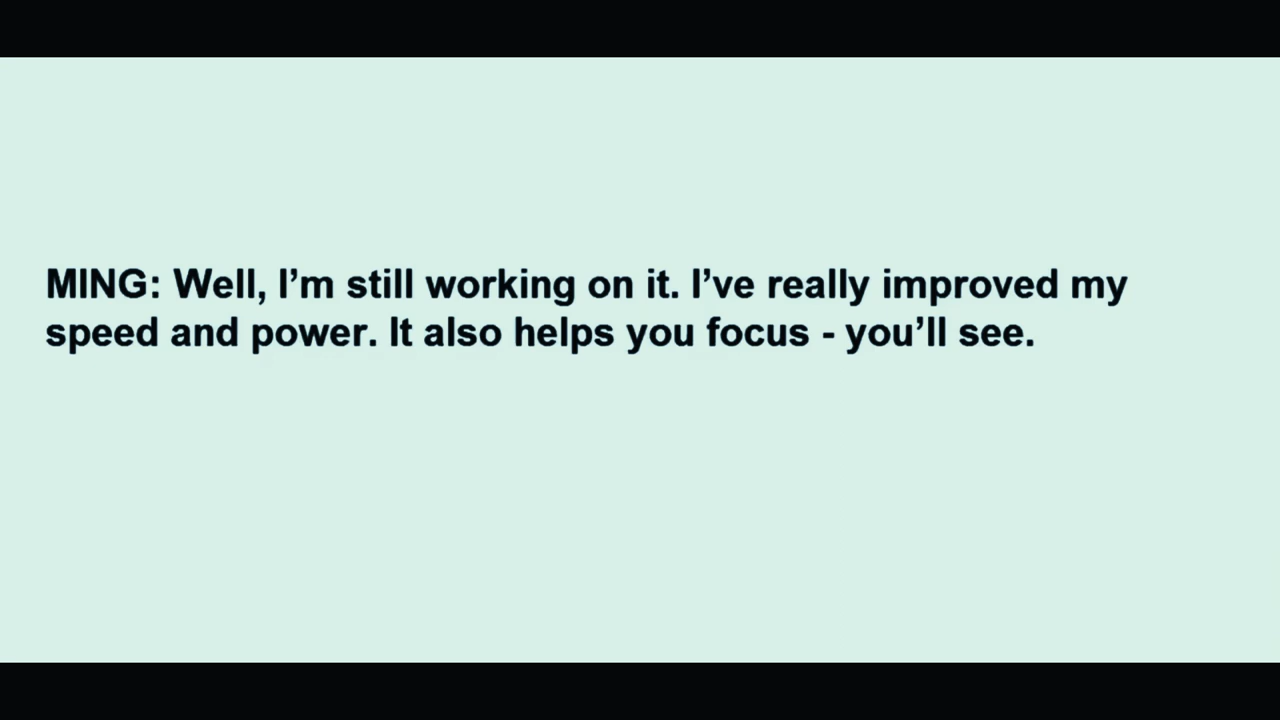 MING: Well, I’m still working on it. I’ve really improved my
speed and power. It also helps you focus - you’ll see.